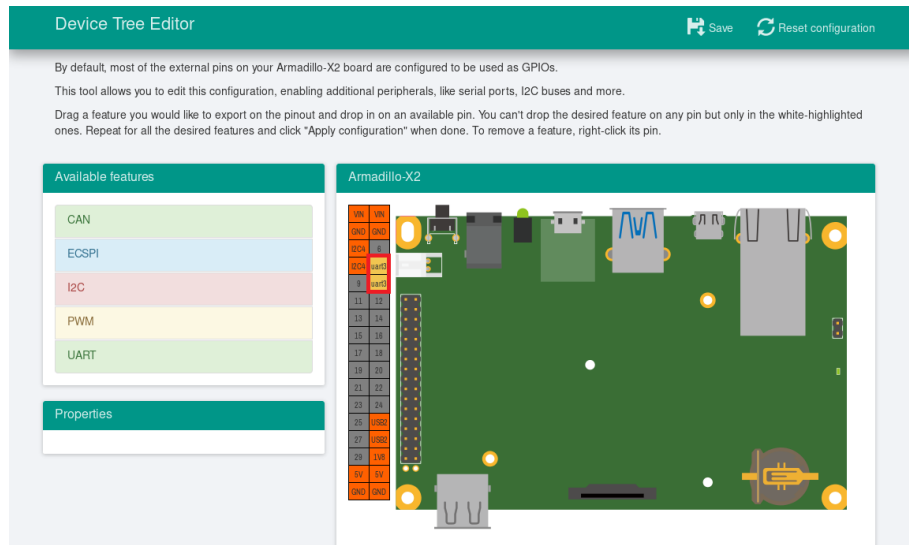 Device Tree Editor
Save
Reset configuration
By default, most of the external pins on your Armadillo-X2 board are configured to be used as GPIOs.
This tool allows you to edit this configuration, enabling additional peripherals, like serial ports, I2C buses and more.
Drag a feature you would like to export on the pinout and drop in on an available pin. You can't drop the desired feature on any pin but only in the white-highlighted
ones. Repeat for all the desired features and click "Apply configuration" when done. To remove a feature, right-click its pin.
Available features
CAN
ECSPI
I2C
PWM
UART
Properties
Armadillo-X2
VIN VIN
GND GND
I2C4 6
I2C4 uart3
9 uart3
11 12
13 14
15 16
17 18
19 20
21 22
23 24
25 USB2
27 USB2
29 1V8
5V 5V
GND GND